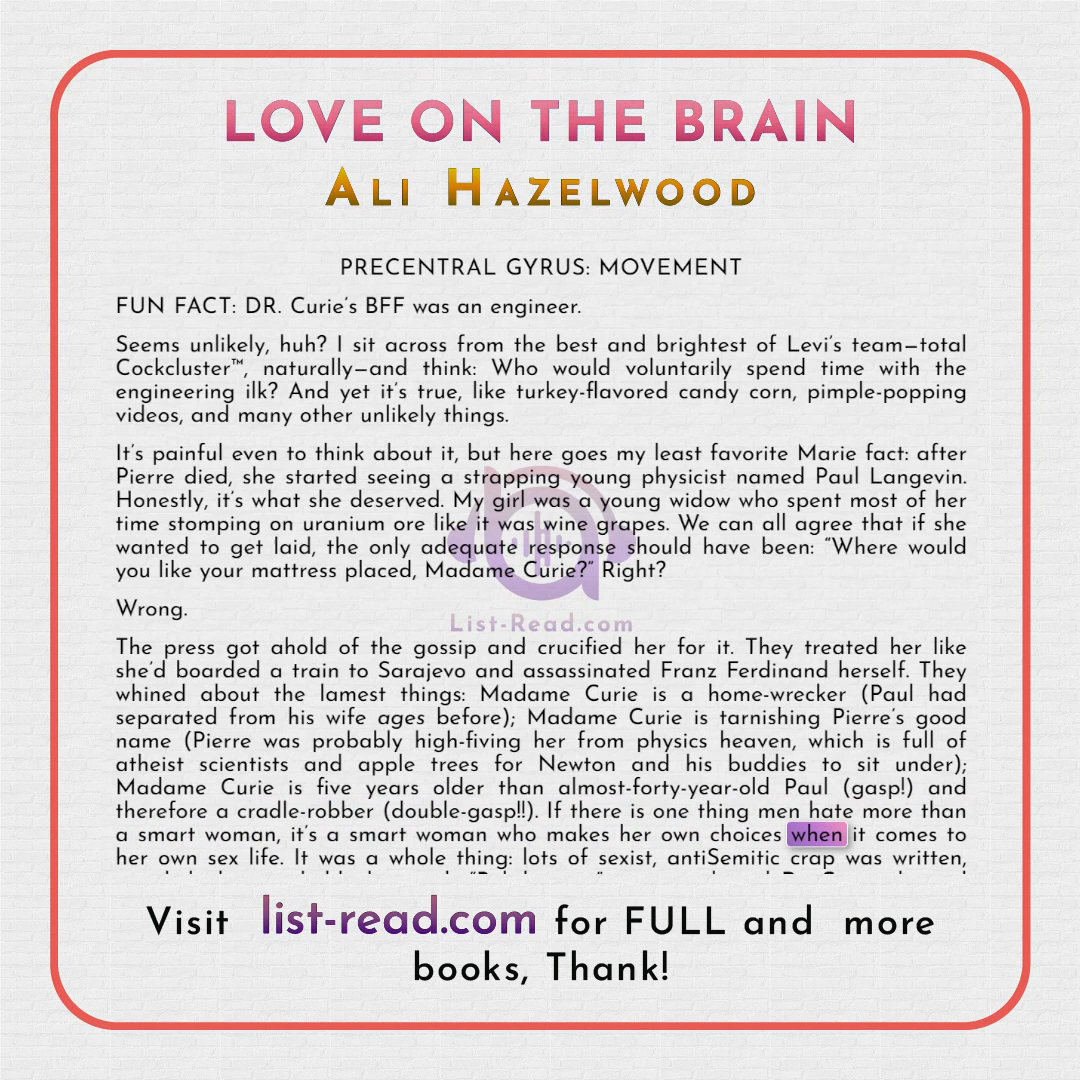 LOVE ON THE BRAIN
ALI HAZELWOOD
PRECENTRAL GYRUS: MOVEMENT
FUN FACT: DR. Curie's BFF was an engineer.
Seems unlikely, huh? I sit across from the best and brightest of Levi's team—total
Cockcluster™, naturally—and think: Who would voluntarily spend time with the
engineering ilk? And yet it's true, like turkey-flavored candy corn, pimple-popping
videos, and many other unlikely things.
It's painful even to think about it, but here goes my least favorite Marie fact: after
Pierre died, she started seeing a strapping young physicist named Paul Langevin.
Honestly, it's what she deserved. My girl was a young widow who spent most of her
time stomping on uranium ore like it was wine grapes. We can all agree that if she
wanted to get laid, the only adequate response should have been: "Where would
you like your mattress placed, Madame Curie?" Right?
List-Read.com
Wrong.
The press got ahold of the gossip and crucified her for it. They treated her like
she'd boarded a train to Sarajevo and assassinated Franz Ferdinand herself. They
whined about the lamest things: Madame Curie is a home-wrecker (Paul had
separated from his wife ages before); Madame Curie is tarnishing Pierre's good
name (Pierre was probably high-fiving her from physics heaven, which is full of
atheist scientists and apple trees for Newton and his buddies to sit under);
Madame Curie is five years older than almost-forty-year-old Paul (gasp!) and
therefore a cradle-robber (double-gasp!!). If there is one thing men hate more than
a smart woman, it's a smart woman who makes her own choices when it comes to
her own sex life. It was a whole thing: lots of sexist, antiSemitic crap was written,
Visit list-read.com for FULL and more
books, Thank!